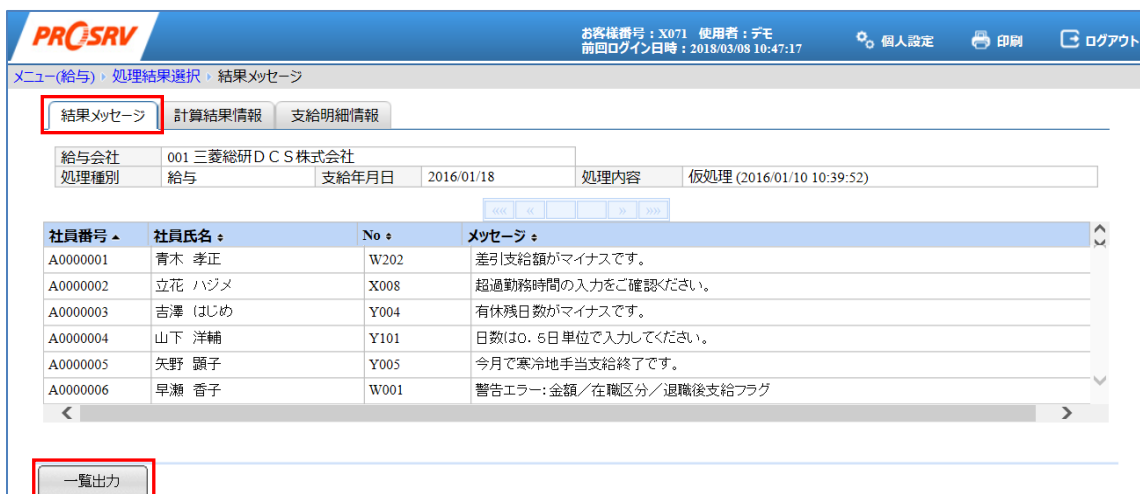 PROSRV
お客様番号：X071 使用者：デモ
前回ログイン日時：2018/03/08 10:47:17
個人設定 印刷 ログアウト
メニュー(給与) › 処理結果選択 › 結果メッセージ
結果メッセージ 計算結果情報 支給明細情報
給与会社 001 三菱総研ＤＣＳ株式会社
処理種別 給与 支給年月日 2016/01/18 処理内容 仮処理 (2016/01/10 10:39:52)
««  «  »  »»
社員番号 社員氏名 No メッセージ
A0000001 青木 孝正 W202 差引支給額がマイナスです。
A0000002 立花 ハジメ X008 超過勤務時間の入力をご確認ください。
A0000003 吉澤 はじめ Y004 有休残日数がマイナスです。
A0000004 山下 洋輔 Y101 日数は０．５日単位で入力してください。
A0000005 矢野 顕子 Y005 今月で寒冷地手当支給終了です。
A0000006 早瀬 香子 W001 警告エラー：金額／在職区分／退職後支給フラグ
一覧出力